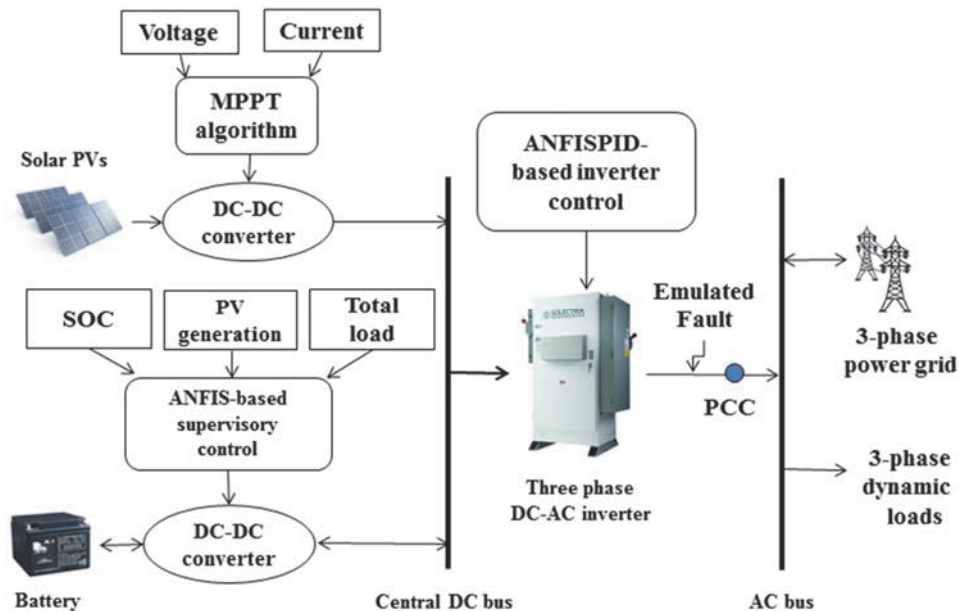 Voltage
Current
MPPT
algorithm
Solar PVs
DC-DC
converter
ANFISPID-
based inverter
control
SOC
PV
generation
Total
load
ANFIS-based
supervisory
control
DC-DC
converter
Battery
Central DC bus
Three phase
DC-AC inverter
Emulated
Fault
PCC
3-phase
power grid
3-phase
dynamic
loads
AC bus